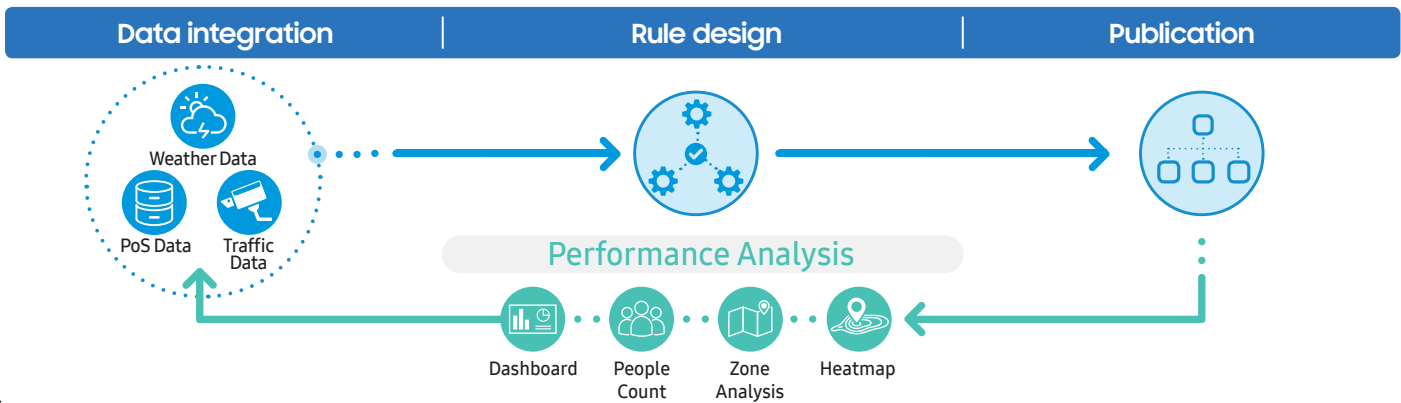 Data integration
Rule design
Publication
Weather Data
PoS Data
Traffic
Data
Performance Analysis
Dashboard
People
Count
Zone
Analysis
Heatmap